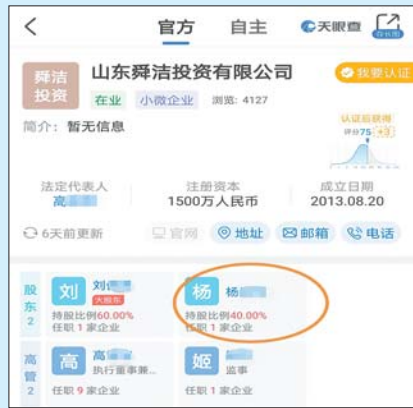 官方 自主 天眼查
舜洁投资
山东舜洁投资有限公司
我要认证
在业 小微企业 浏览: 4127
简介：暂无信息
认证后获得
评分75 +3
法定代表人 注册资本 成立日期
高 1500万人民币 2013.08.20
6天前更新 官网 地址 邮箱 电话
股东2
刘 刘
大股东
持股比例60.00%
任职 1 家企业
杨 杨
持股比例40.00%
任职 1 家企业
高管2
高 高
执行董事兼...
任职 9 家企业
姬
监事
任职 1 家企业